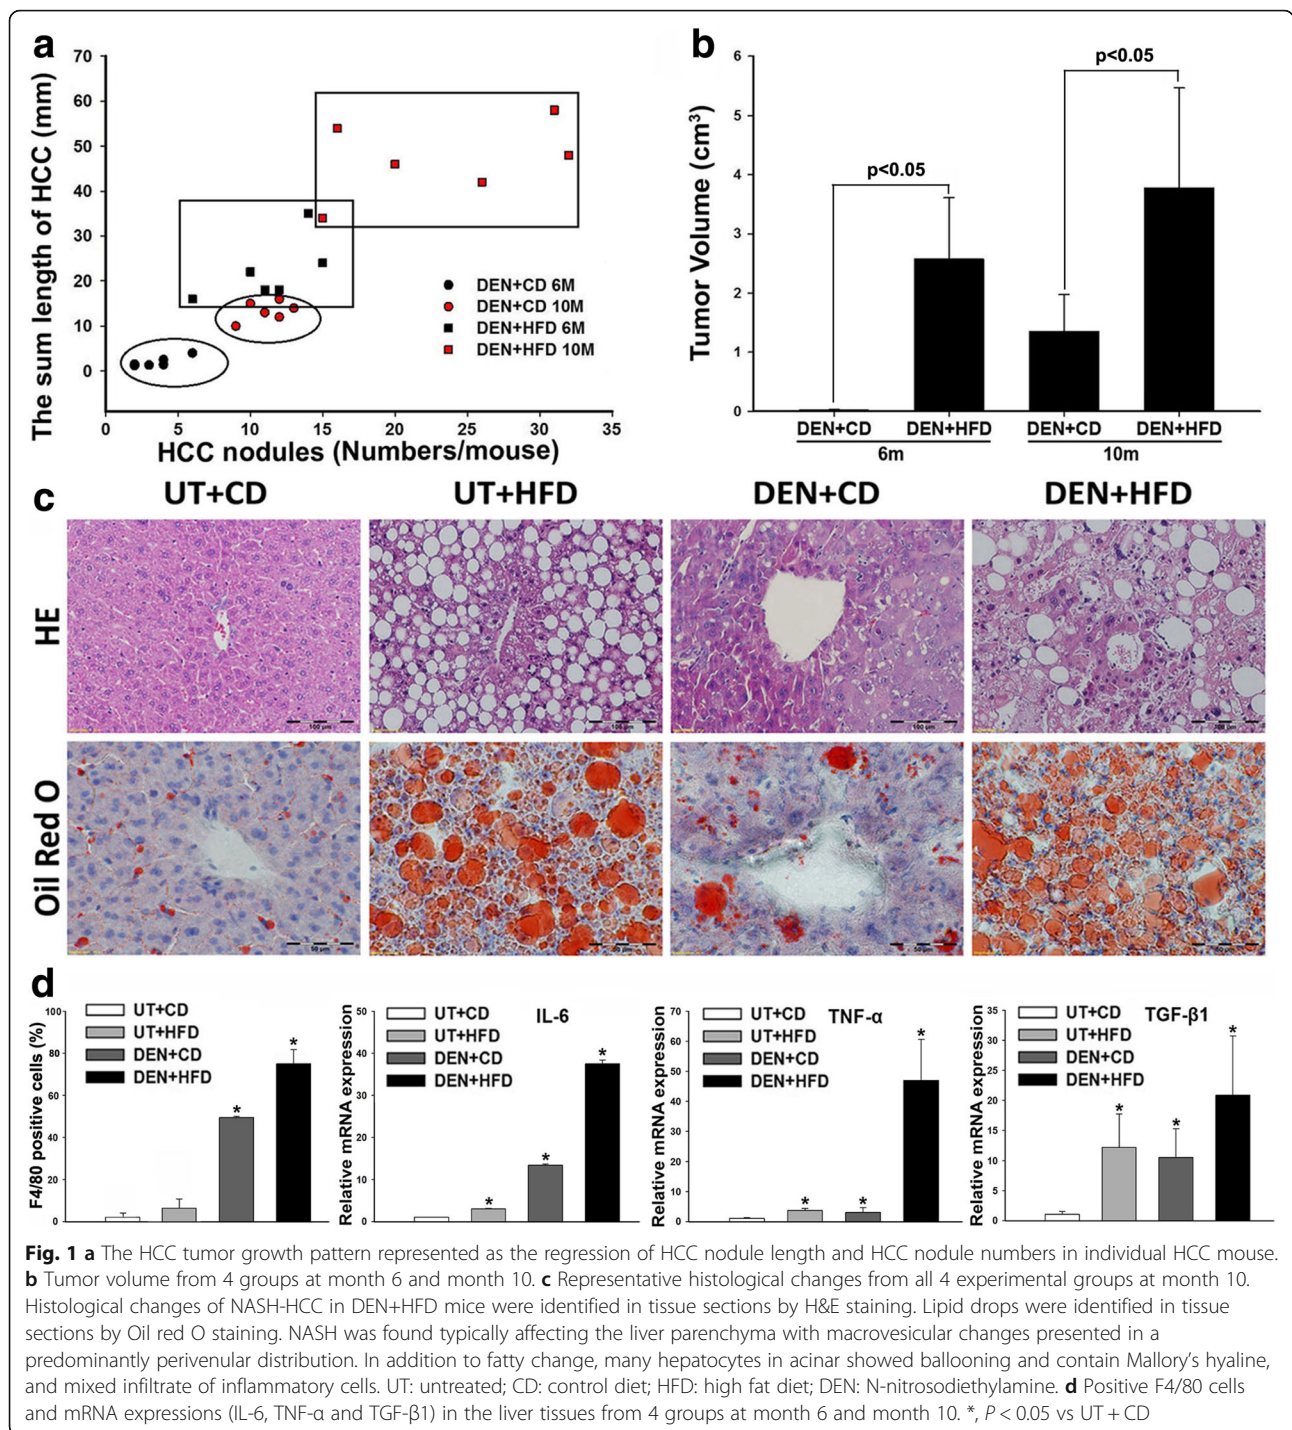 a
The sum length of HCC (mm)
70
60
50
40
30
20
10
0
0 5 10 15 20 25 30 35
HCC nodules (Numbers/mouse)
DEN+CD 6M
DEN+CD 10M
DEN+HFD 6M
DEN+HFD 10M
b
Tumor Volume (cm³)
6
5
4
3
2
1
0
p<0.05
p<0.05
DEN+CD DEN+HFD DEN+CD DEN+HFD
6m 10m
c
UT+CD UT+HFD DEN+CD DEN+HFD
HE
100 µm
100 µm
100 µm
Oil Red O
50 µm
50 µm
50 µm
50 µm
d
F4/80 positive cells (%)
100
80
60
40
20
0
UT+CD
UT+HFD
DEN+CD
DEN+HFD
*
*
Relative mRNA expression
50
40
30
20
10
0
UT+CD
UT+HFD
DEN+CD
DEN+HFD
IL-6
*
*
*
Relative mRNA expression
70
60
50
40
30
20
10
0
UT+CD
UT+HFD
DEN+CD
DEN+HFD
TNF-α
*
*
*
Relative mRNA expression
35
30
25
20
15
10
5
0
UT+CD
UT+HFD
DEN+CD
DEN+HFD
TGF-β1
*
*
*
Fig. 1 a The HCC tumor growth pattern represented as the regression of HCC nodule length and HCC nodule numbers in individual HCC mouse.
b Tumor volume from 4 groups at month 6 and month 10. c Representative histological changes from all 4 experimental groups at month 10.
Histological changes of NASH-HCC in DEN+HFD mice were identified in tissue sections by H&E staining. Lipid drops were identified in tissue
sections by Oil red O staining. NASH was found typically affecting the liver parenchyma with macrovesicular changes presented in a
predominantly perivenular distribution. In addition to fatty change, many hepatocytes in acinar showed ballooning and contain Mallory's hyaline,
and mixed infiltrate of inflammatory cells. UT: untreated; CD: control diet; HFD: high fat diet; DEN: N-nitrosodiethylamine. d Positive F4/80 cells
and mRNA expressions (IL-6, TNF-α and TGF-β1) in the liver tissues from 4 groups at month 6 and month 10. *, P < 0.05 vs UT + CD